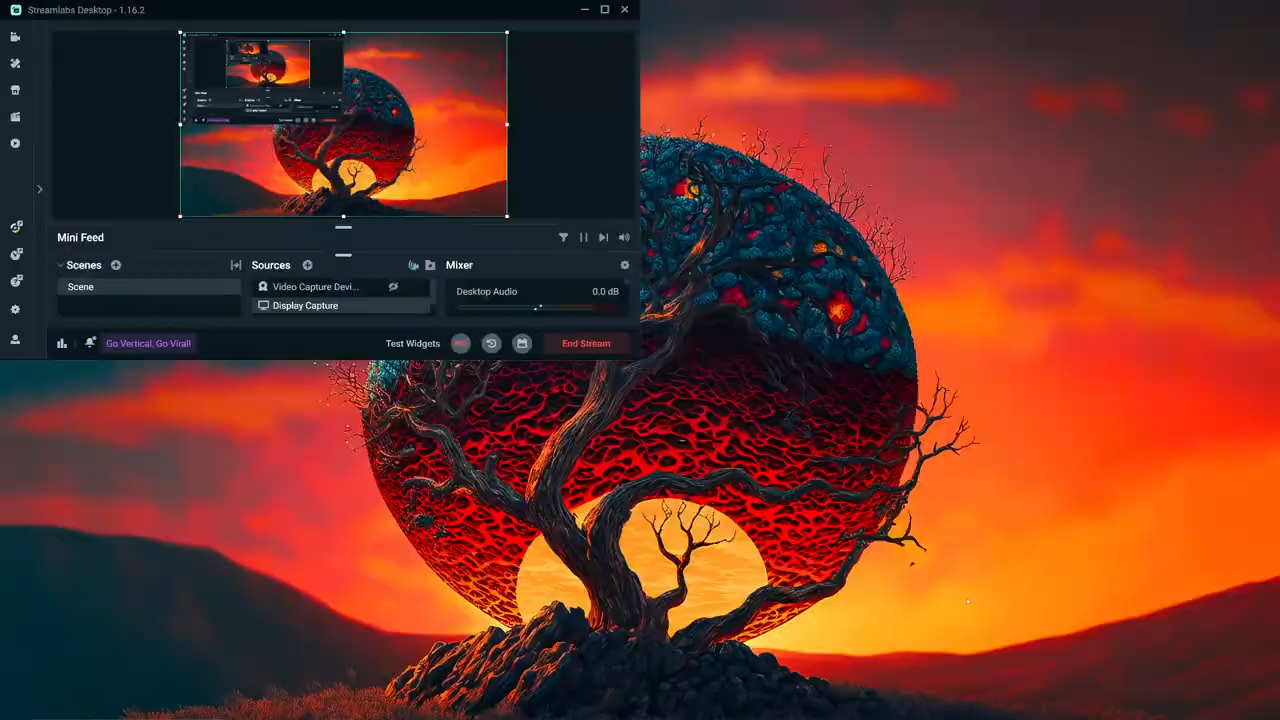 Streamlabs Desktop - 1.16.2
Mini Feed
Scenes
Sources
Mixer
Scene
Video Capture Devi...
Desktop Audio
0.0 dB
Display Capture
Go Vertical, Go Viral!
Test Widgets
End Stream